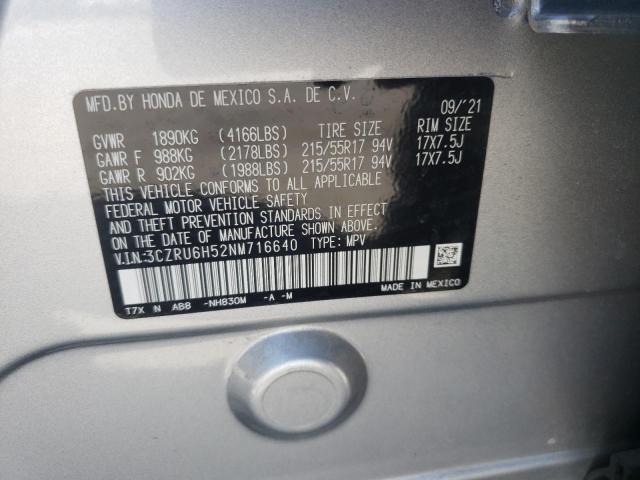 MFD.BY HONDA DE MEXICO S.A. DE C.V. 09/'21
GVWR 1890KG (4166LBS) TIRE SIZE RIM SIZE
GAWR F 988KG (2178LBS) 215/55R17 94V 17X7.5J
GAWR R 902KG (1988LBS) 215/55R17 94V 17X7.5J
THIS VEHICLE CONFORMS TO ALL APPLICABLE
FEDERAL MOTOR VEHICLE SAFETY
AND THEFT PREVENTION STANDARDS IN EFFECT
ON THE DATE OF MANUFACTURE SHOWN ABOVE.
V.I.N:3CZRU6H52NM716640 TYPE: MPV
MADE IN MEXICO
T7X N AB8 -NH830M -A -M